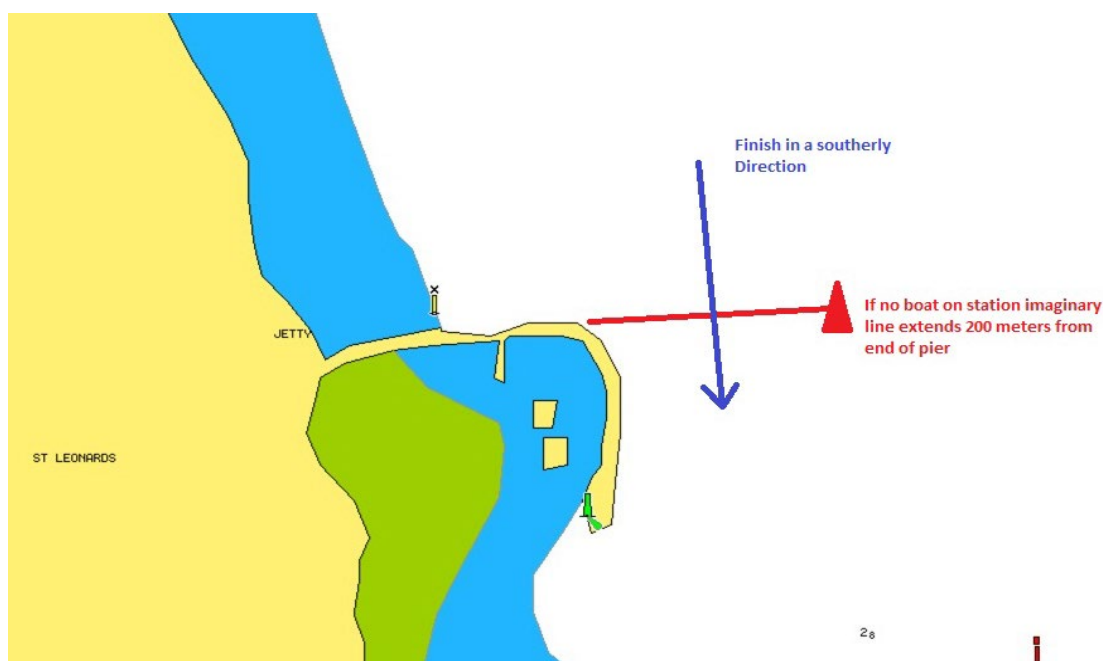 Finish in a southerly
Direction
X
If no boat on station imaginary
line extends 200 meters from
end of pier
JETTY
ST LEONARDS
2₈